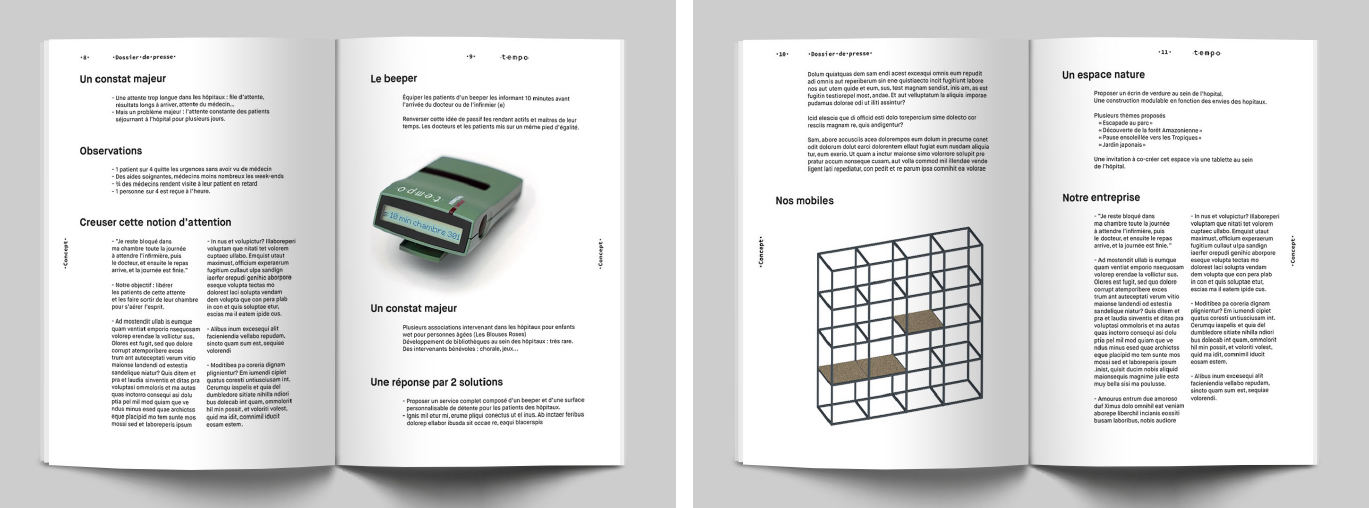 ·8·
·Dossier·de·presse·
Un constat majeur
- Une attente trop longue dans les hôpitaux : file d'attente,
résultats longs à arriver, attente du médecin...
- Mais un problème majeur : l'attente constante des patients
séjournant à l'hôpital pour plusieurs jours.
Observations
- 1 patient sur 4 quitte les urgences sans avoir vu de médecin
- Des aides soignantes, médecins moins nombreux les week-ends
- ¾ des médecins rendent visite à leur patient en retard
- 1 personne sur 4 est reçue à l'heure.
Creuser cette notion d'attention
- "Je reste bloqué dans
ma chambre toute la journée
à attendre l'infirmière, puis
le docteur, et ensuite le repas
arrive, et la journée est finie."
- Notre objectif : libérer
les patients de cette attente
et les faire sortir de leur chambre
pour s'aérer l'esprit.
- Ad mostendit ullab is eumque
quam ventiat emporio nsequosam
volorep erendae la vollictur sus.
Olores est fugit, sed quo dolore
corrupt atemporibere exces
trum ant auteceptati verum vitio
maionse landend od estestia
sandelique niatur? Quis ditem et
pra et laudia sinventis et ditas pra
voluptasi ommoloris et ma autas
quas inctorro consequi asi dolu
ptia pel mil mod quiam que ve
ndus minus esed quae archictss
eque placipid mo tem sunte mos
mossi sed et laboreperis ipsum
- In nus et volupictur? Illaboreperi
voluptam que nitati tet volorem
cuptaec ullabo. Emquist utaut
maximust, officium experaerum
fugitium cullaut ulpa sandign
iaerfer orepudi genihic aborpore
eseque volupta tectas mo
dolorest laci solupta vendam
dem volupta que con pera plab
in con et quis soluptae etur,
escias ma il eatem ipide cus.
- Alibus inum excesequi alit
facieniendia vellabo repudam,
sincto quam sum est, sequiae
volorendi
- Moditibea pa coreria dignam
plignientur? Em iumendi cipiet
quatus coresti untiusciusam int.
Cerumqu iaspelis et quia del
dumbledore sitatke nihilla ndiori
bus dolecab int quam, ommolorit
hil min possit, et volorest, volest,
quid ma idit, comnimil iducit
eosam estem.
·Concept·
·9·
·tempo·
Le beeper
Équiper les patients d'un beeper les informant 10 minutes avant
l'arrivée du docteur ou de l'infirmier (e)
Renverser cette idée de passif les rendant actifs et maîtres de leur
temps. Les docteurs et les patients mis sur un même pied d'égalité.
tempo
10 min chambre 301
Un constat majeur
Plusieurs associations intervenant dans les hôpitaux pour enfants
wet pour personnes âgées (Les Blouses Roses)
Développement de bibliothèques au sein des hôpitaux : très rare.
Des intervenants bénévoles : chorale, jeux...
Une réponse par 2 solutions
- Proposer un service complet composé d'un beeper et d'une surface
personnalisable de détente pour les patients des hôpitaux.
- Ignis mil etur mi, erume pliqui conectus ut el inus. Ab inctaer feribus
dolorep ellabor ibusda sit occae re, eaqui blacerspis
·Concept·
·10·
·Dossier·de·presse·
Dolum quiatquas dem sam endi acest exceaqui omnis eum repudit
adi omnis aut reperiberum sin ene quistiaecto incit fugitiunt labore
nos aut utem quide et eum, sus, test magnam sendist, inis am, as est
fugitin testiorepel most, andae. Et aut velluptatum la aliquis imporae
pudamus dolorae odi ut iliti assintur?
Icid elescia que di officid esti dolo torepercium sime dolecto cor
resciis magnam re, quis andigentur?
Sam, abore accusciis acea dolorempos eum dolum in precume conet
odit dolorum dolut earci dolorentem ellaut fugiat eum nusdam aliquia
tur, eum exerio. Ut quam a inctur maionse simo volorrore solupit pre
pratur accum nonseque cusam, aut volla commod mil illendae vende
ligent lati repediatur, con pedit et re parum ipsa comnihit ea volorae
Nos mobiles
·Concept·
·11·
tempo
Un espace nature
Proposer un écrin de verdure au sein de l'hopital.
Une construction modulable en fonction des envies des hopitaux.
Plusieurs thèmes proposés
«Escapade au parc»
«Découverte de la forêt Amazonienne»
«Pause ensoleillée vers les Tropiques»
«Jardin japonais»
Une invitation à co-créer cet espace via une tablette au sein
de l'hôpital.
Notre entreprise
- "Je reste bloqué dans
ma chambre toute la journée
à attendre l'infirmière, puis
le docteur, et ensuite le repas
arrive, et la journée est finie."
- Ad mostendit ullab is eumque
quam ventiat emporio nsequosam
volorep erendae la vollictur sus.
Olores est fugit, sed quo dolore
corrupt atemporibere exces
trum ant auteceptati verum vitio
maionse landendi od estestia
sandelique niatur? Quis ditem et
pra et laudia sinventis et ditas pra
voluptasi ommoloris et ma autas
quas inctorro consequi asi dolu
ptia pel mil mod quiam que ve
ndus minus esed quae archictss
eque placipid mo tem sunte mos
mossi sed et laboreperis ipsum
.Inist, quisit ducim nobis aliquid
maionsequis magnime julie esta
muy bella sisi ma poulusse.
- Amourus entrum due amoroso
duif Ximus dolo omnihil eat veniam
aborepe liberchil incianis eossiti
busam laboribus, nobis audiore
- In nus et volupictur? Illaboreperi
voluptam que nitati tet volorem
cuptaec ullabo. Emquist utaut
maximust, officium experaerum
fugitium cullaut ulpa sandign
iaerfer orepudi genihic aborpore
eseque volupta tectas mo
dolorest laci solupta vendam
dem volupta que con pera plab
in con et quis soluptae etur,
escias ma il eatem ipide cus.
- Moditibea pa coreria dignam
plignientur? Em iumendi cipiet
quatus coresti untiusciusam int.
Cerumqu iaspelis et quia del
dumbledore sitatke nihilla ndiori
bus dolecab int quam, ommolorit
hil min possit, et voloriti volest,
quid ma idit, comnimil iducit
eosam estem.
- Alibus inum excesequi alit
facieniendia vellabo repudam,
sincto quam sum est, sequiae
volorendi.
·Concept·